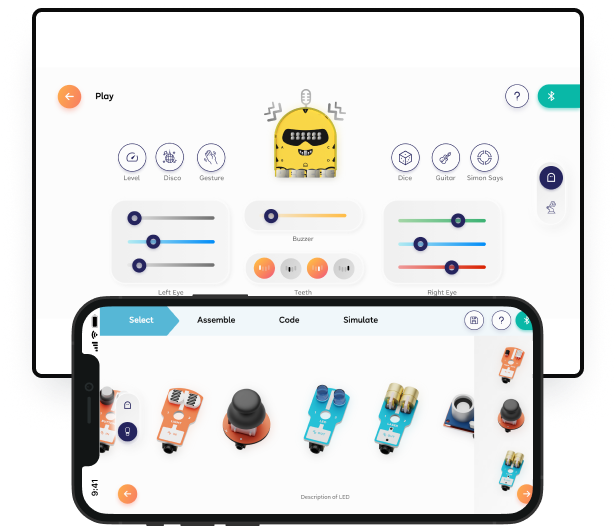 Play
?
Level
Disco
Gesture
Dice
Guitar
Simon Says
Buzzer
Left Eye
Teeth
Right Eye
Select
Assemble
Code
Simulate
?
9:41
Description of LED